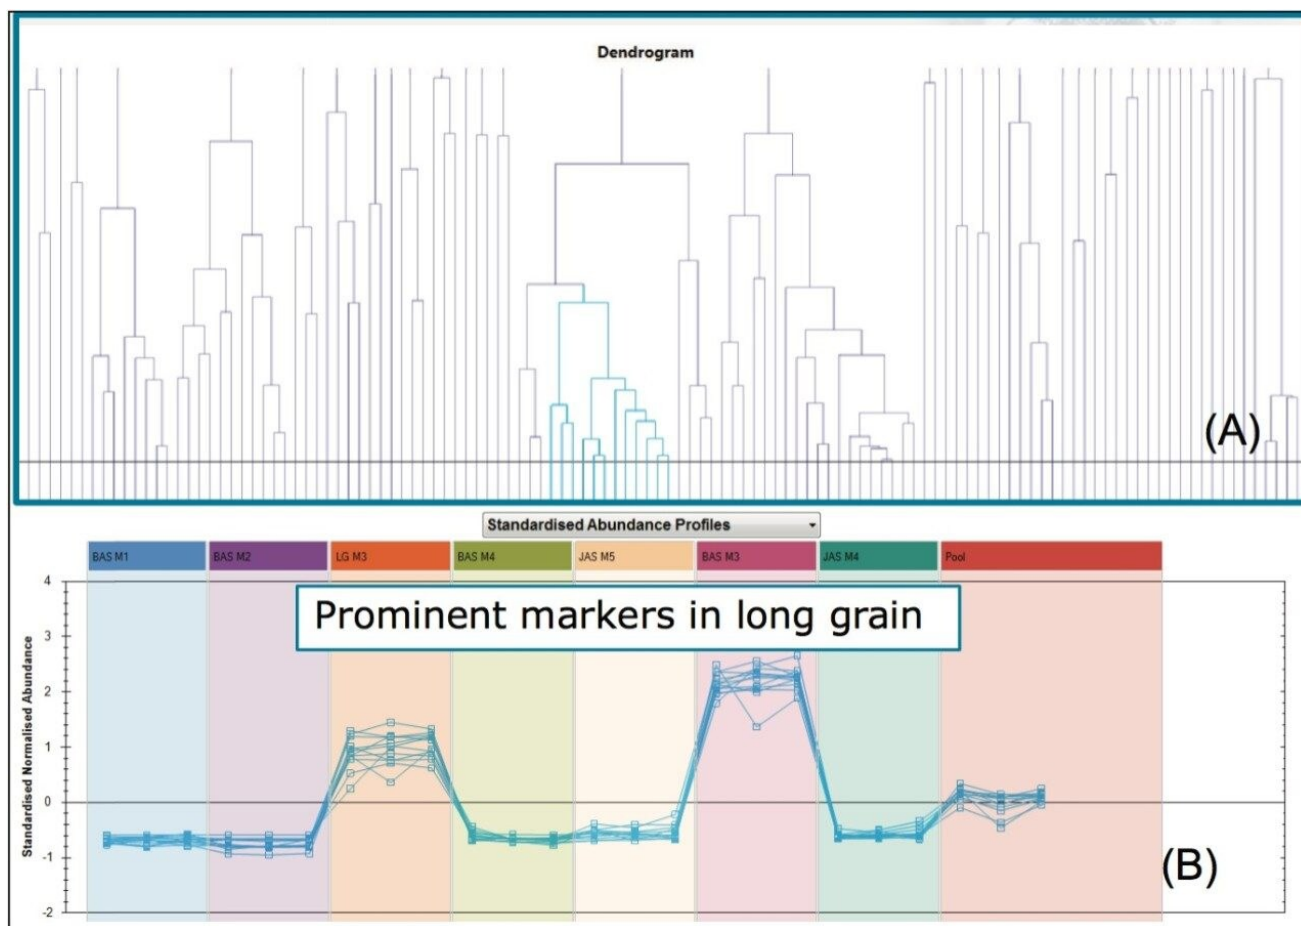 Dendrogram
(A)
Standardised Abundance Profiles
BAS M1 BAS M2 LG M3 BAS M4 JAS M5 BAS M3 JAS M4 Pool
Prominent markers in long grain
Standardised Normalised Abundance
4
3
2
1
0
-1
-2
(B)